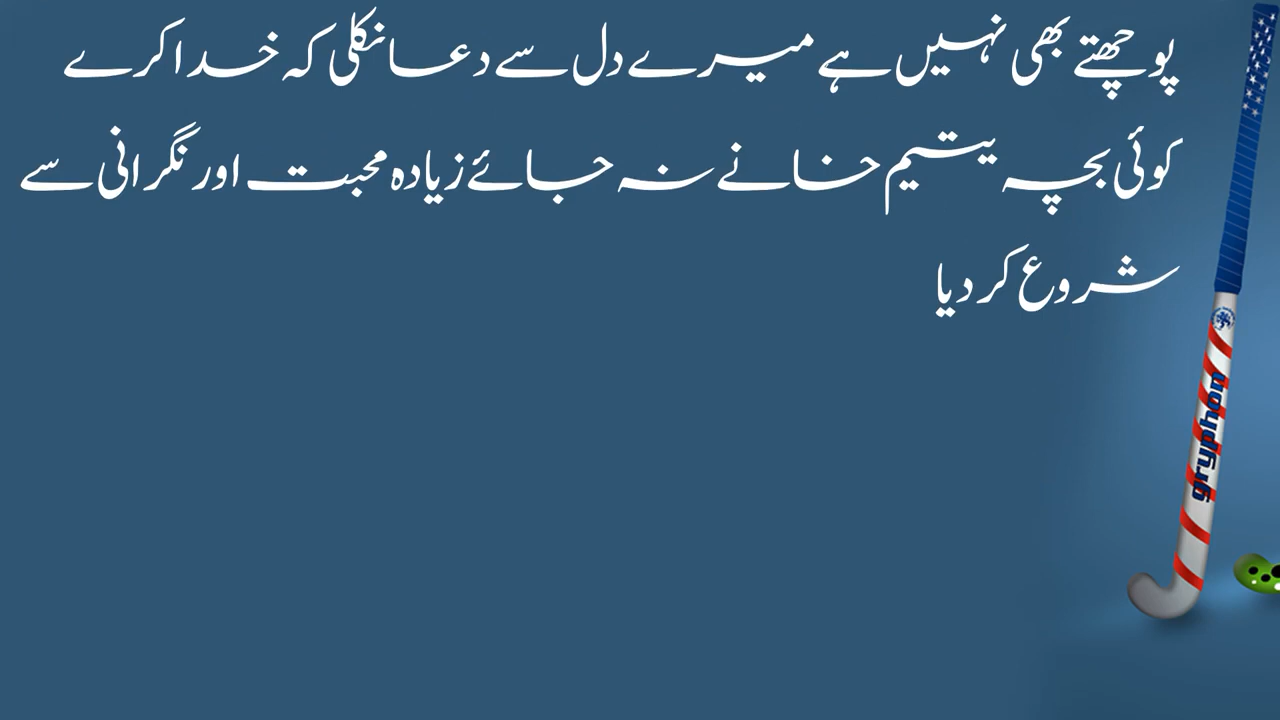 پوچھتے بھی نہیں ہے میرے دل سے دعا نکلی کہ خدا کرے
کوئی بچہ یتیم خانے نہ جائے زیادہ محبت اور نگرانی سے
شروع کر دیا
gryphon